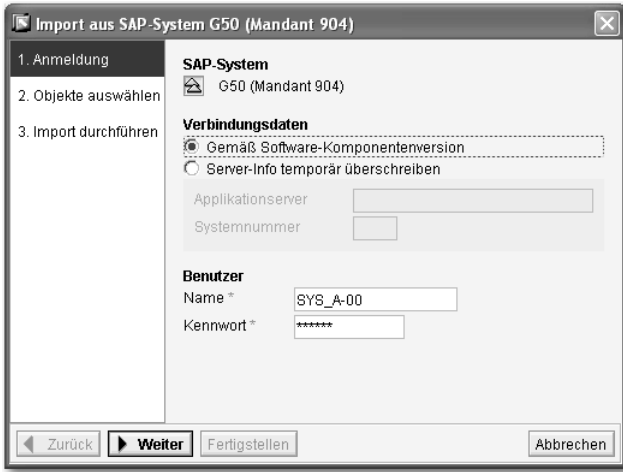 Import aus SAP-System G50 (Mandant 904)
1. Anmeldung
2. Objekte auswählen
3. Import durchführen
SAP-System
G50 (Mandant 904)
Verbindungsdaten
Gemäß Software-Komponentenversion
Server-Info temporär überschreiben
Applikationserver
Systemnummer
Benutzer
Name * SYS_A-00
Kennwort * ******
Zurück Weiter Fertigstellen Abbrechen